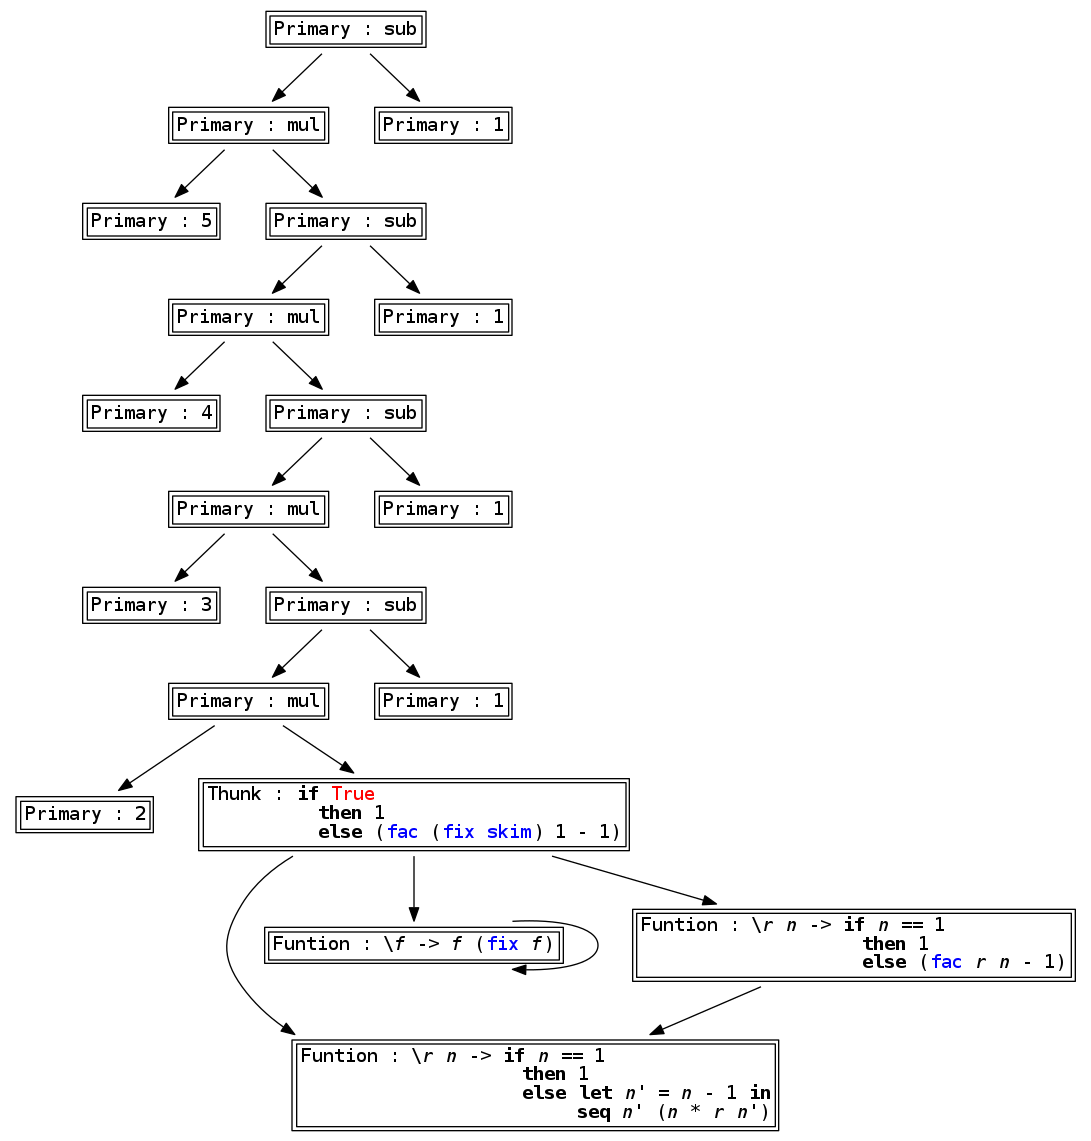 Primary : sub
Primary : mul
Primary : 1
Primary : 5
Primary : sub
Primary : mul
Primary : 1
Primary : 4
Primary : sub
Primary : mul
Primary : 1
Primary : 3
Primary : sub
Primary : mul
Primary : 1
Primary : 2
Thunk : if True
then 1
else (fac (fix skim) 1 - 1)
Funtion : \f -> f (fix f)
Funtion : \r n -> if n == 1
then 1
else (fac r n - 1)
Funtion : \r n -> if n == 1
then 1
else let n' = n - 1 in
seq n' (n * r n')